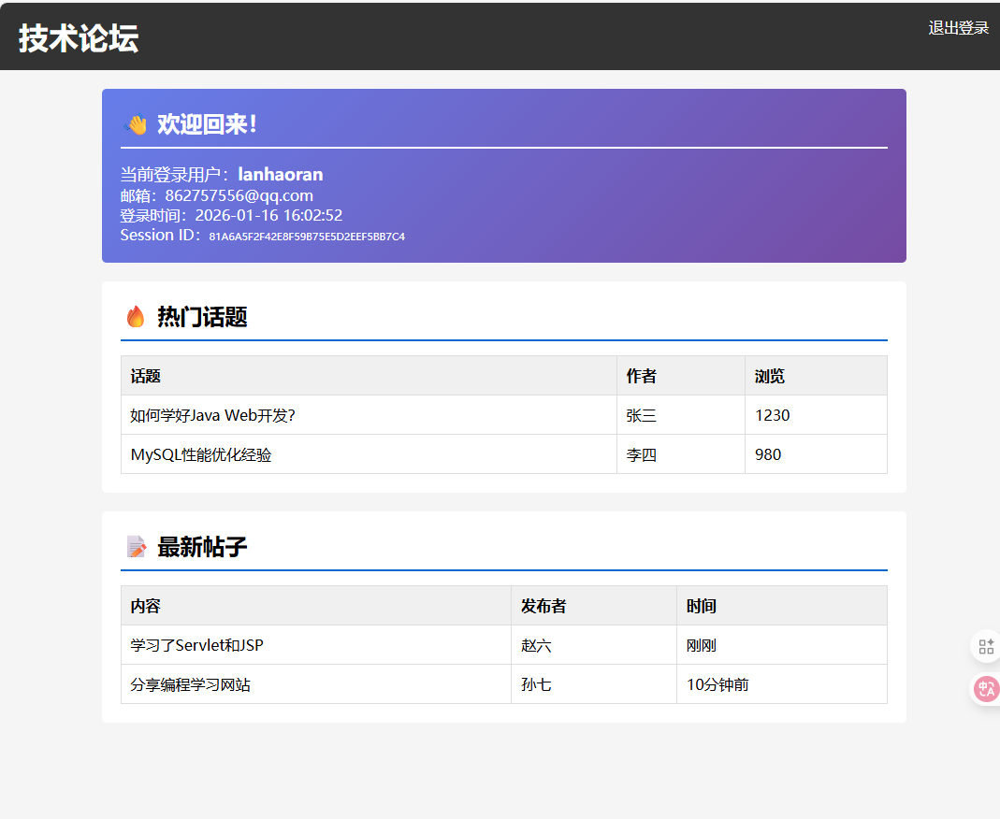 技术论坛
退出登录
👋 欢迎回来！
当前登录用户：lanhaoran
邮箱：862757556@qq.com
登录时间：2026-01-16 16:02:52
Session ID：81A6A5F2F42E8F59B75E5D2EEF5BB7C4
🔥 热门话题
话题 作者 浏览
如何学好Java Web开发？ 张三 1230
MySQL性能优化经验 李四 980
📝 最新帖子
内容 发布者 时间
学习了Servlet和JSP 赵六 刚刚
分享编程学习网站 孙七 10分钟前
中A